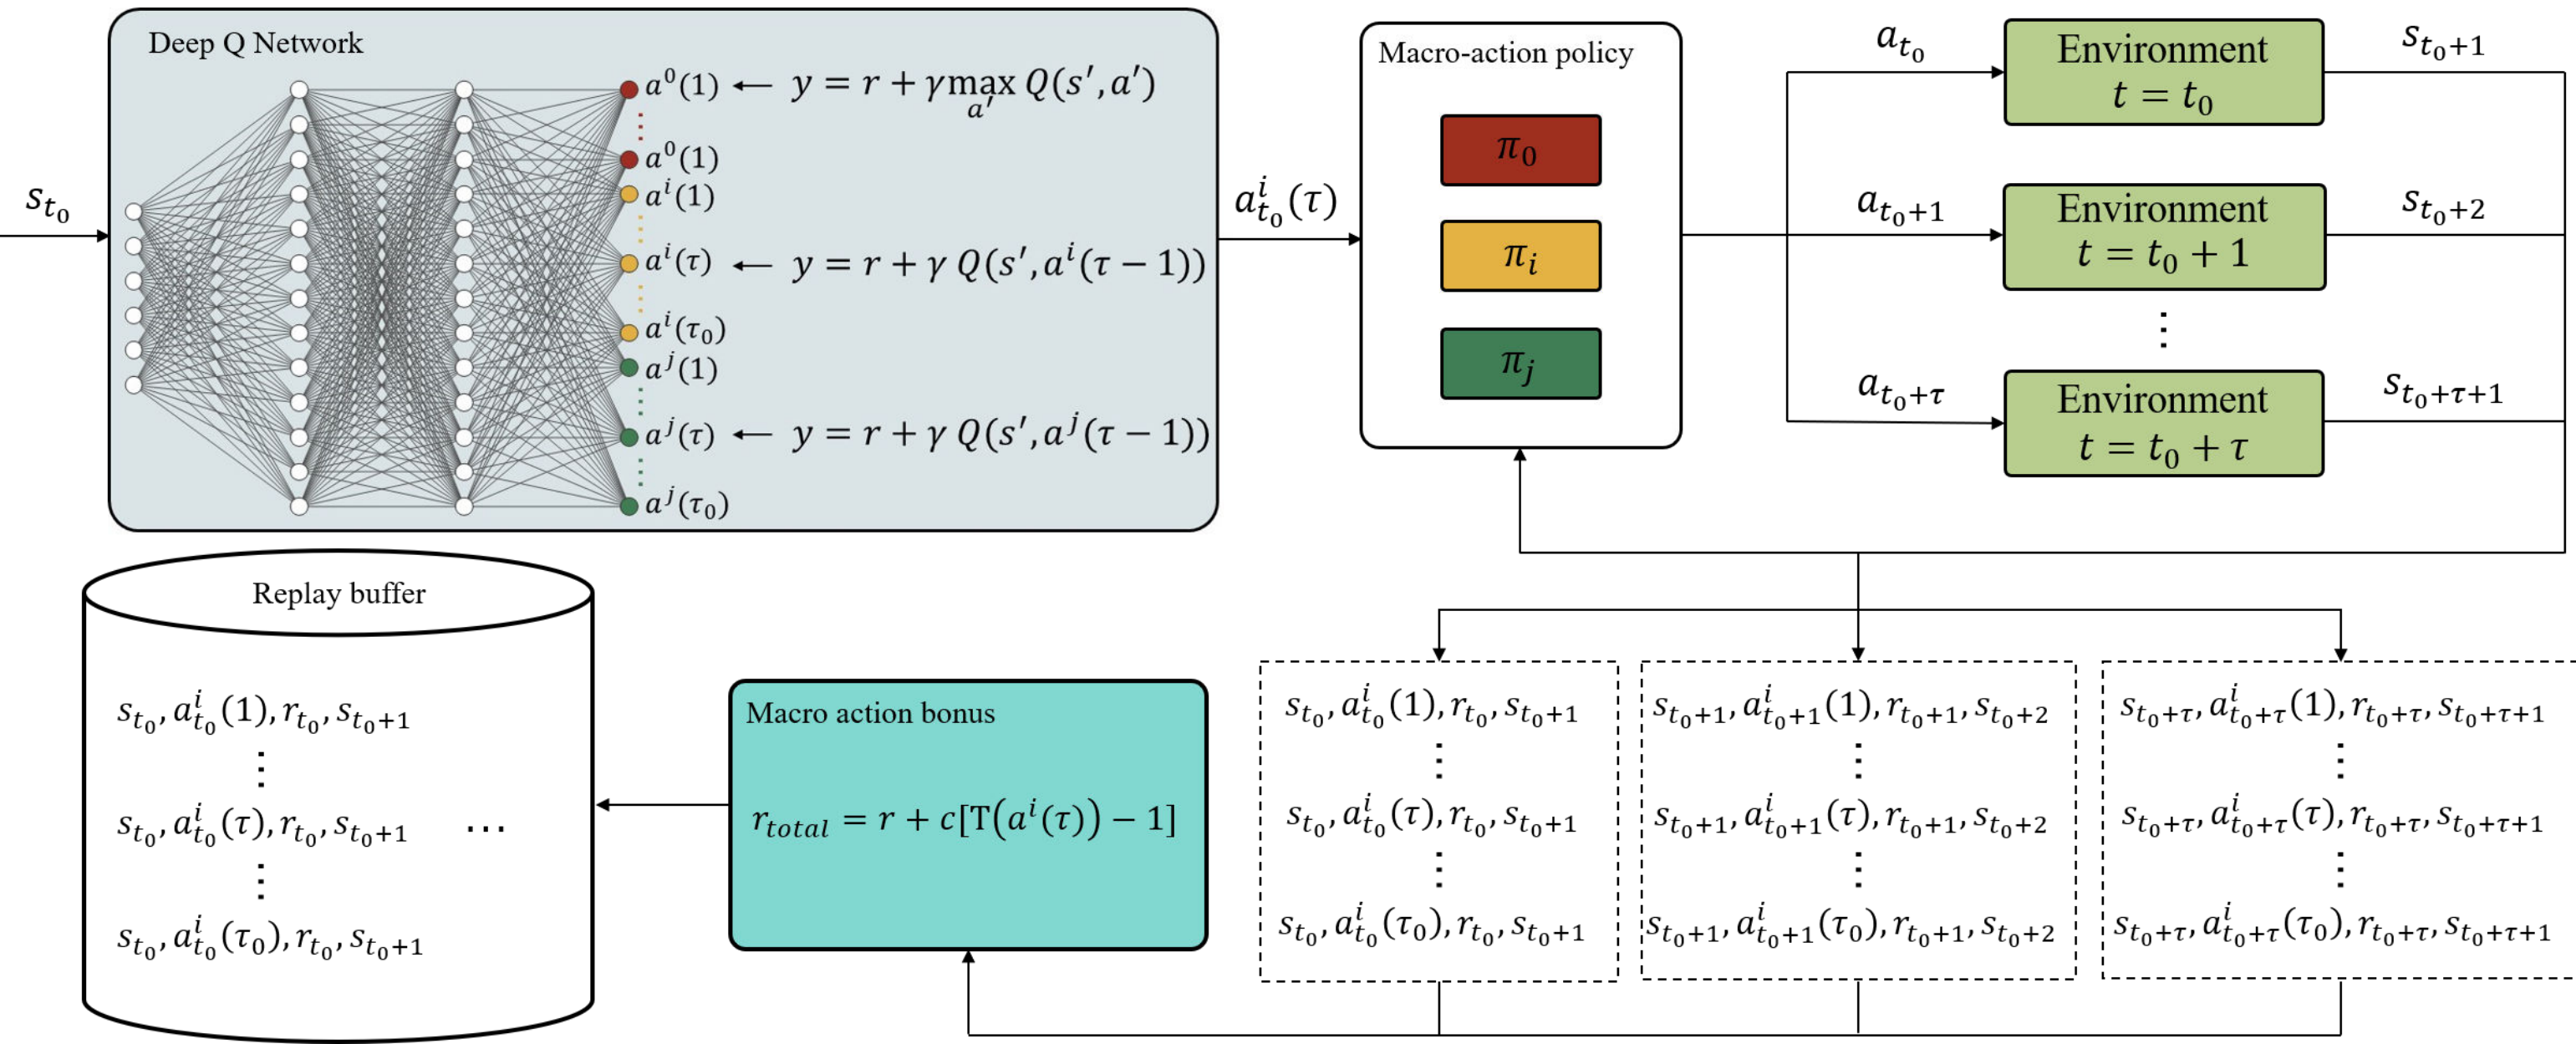 Deep Q Network
s_{t_0}
a^0(1) ← y = r + γ max_{a'} Q(s', a')
⋮
a^0(1)
a^i(1)
⋮
a^i(τ) ← y = r + γ Q(s', a^i(τ − 1))
⋮
a^i(τ_0)
a^j(1)
⋮
a^j(τ) ← y = r + γ Q(s', a^j(τ − 1))
⋮
a^j(τ_0)
a^i_{t_0}(τ)
Macro-action policy
π_0
π_i
π_j
a_{t_0}
Environment
t = t_0
s_{t_0+1}
a_{t_0+1}
Environment
t = t_0 + 1
s_{t_0+2}
⋮
a_{t_0+τ}
Environment
t = t_0 + τ
s_{t_0+τ+1}
Replay buffer
s_{t_0}, a^i_{t_0}(1), r_{t_0}, s_{t_0+1}
⋮
s_{t_0}, a^i_{t_0}(τ), r_{t_0}, s_{t_0+1} …
⋮
s_{t_0}, a^i_{t_0}(τ_0), r_{t_0}, s_{t_0+1}
Macro action bonus
r_{total} = r + c[T(a^i(τ)) − 1]
s_{t_0}, a^i_{t_0}(1), r_{t_0}, s_{t_0+1}
⋮
s_{t_0}, a^i_{t_0}(τ), r_{t_0}, s_{t_0+1}
⋮
s_{t_0}, a^i_{t_0}(τ_0), r_{t_0}, s_{t_0+1}
s_{t_0+1}, a^i_{t_0+1}(1), r_{t_0+1}, s_{t_0+2}
⋮
s_{t_0+1}, a^i_{t_0+1}(τ), r_{t_0+1}, s_{t_0+2}
⋮
s_{t_0+1}, a^i_{t_0+1}(τ_0), r_{t_0+1}, s_{t_0+2}
s_{t_0+τ}, a^i_{t_0+τ}(1), r_{t_0+τ}, s_{t_0+τ+1}
⋮
s_{t_0+τ}, a^i_{t_0+τ}(τ), r_{t_0+τ}, s_{t_0+τ+1}
⋮
s_{t_0+τ}, a^i_{t_0+τ}(τ_0), r_{t_0+τ}, s_{t_0+τ+1}